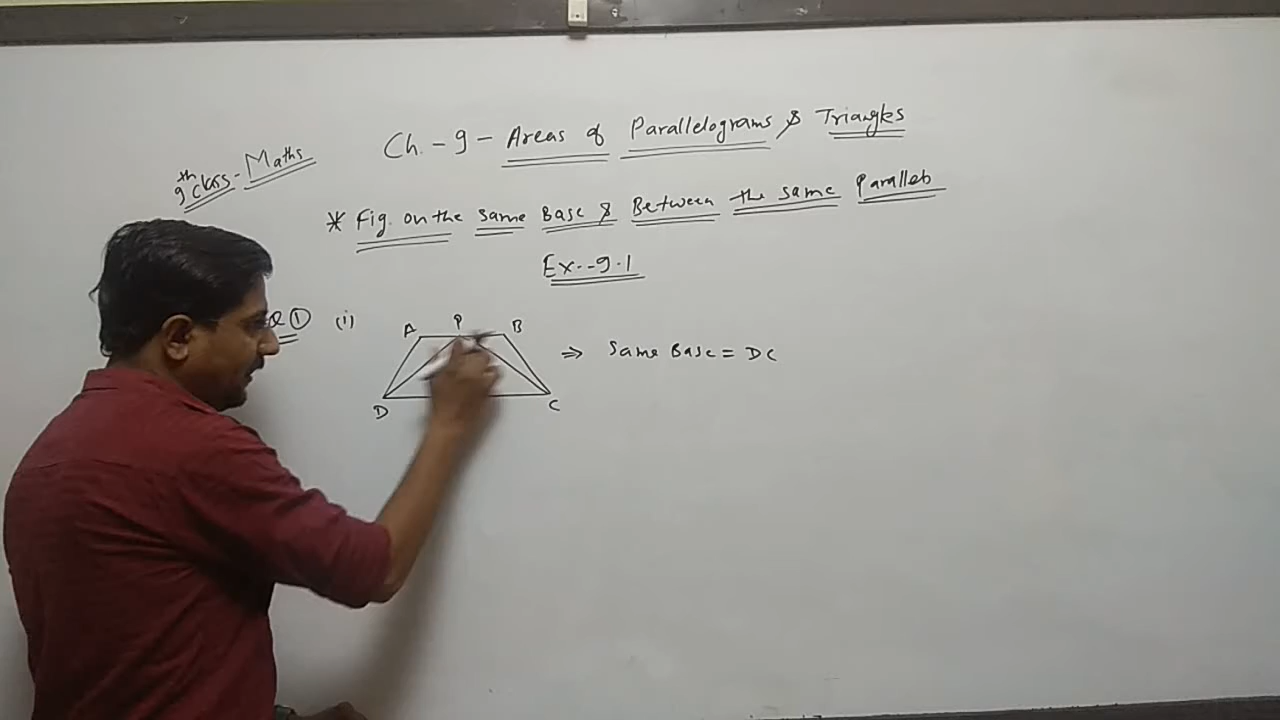 9th class - Maths
Ch. - 9 - Areas of Parallelograms & Triangles
* Fig. on the Same Base & Between the same Parallels
Ex.-9.1
Q ① (i)
A P B
⇒ Same Base = DC
D C